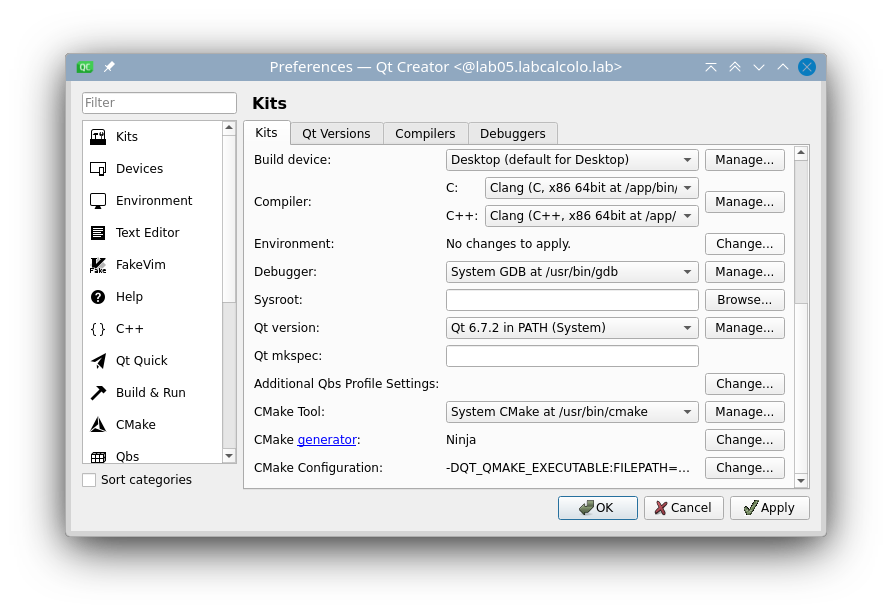 QC
Preferences — Qt Creator <@lab05.labcalcolo.lab>
Filter
Kits
Devices
Environment
Text Editor
Fake
FakeVim
Help
C++
Qt Quick
Build & Run
CMake
Qbs
Sort categories
Kits
Kits Qt Versions Compilers Debuggers
Build device: Desktop (default for Desktop) Manage...
Compiler: C: Clang (C, x86 64bit at /app/bin/ Manage...
C++: Clang (C++, x86 64bit at /app/
Environment: No changes to apply. Change...
Debugger: System GDB at /usr/bin/gdb Manage...
Sysroot: Browse...
Qt version: Qt 6.7.2 in PATH (System) Manage...
Qt mkspec:
Additional Qbs Profile Settings: Change...
CMake Tool: System CMake at /usr/bin/cmake Manage...
CMake generator: Ninja Change...
CMake Configuration: -DQT_QMAKE_EXECUTABLE:FILEPATH=... Change...
OK Cancel Apply